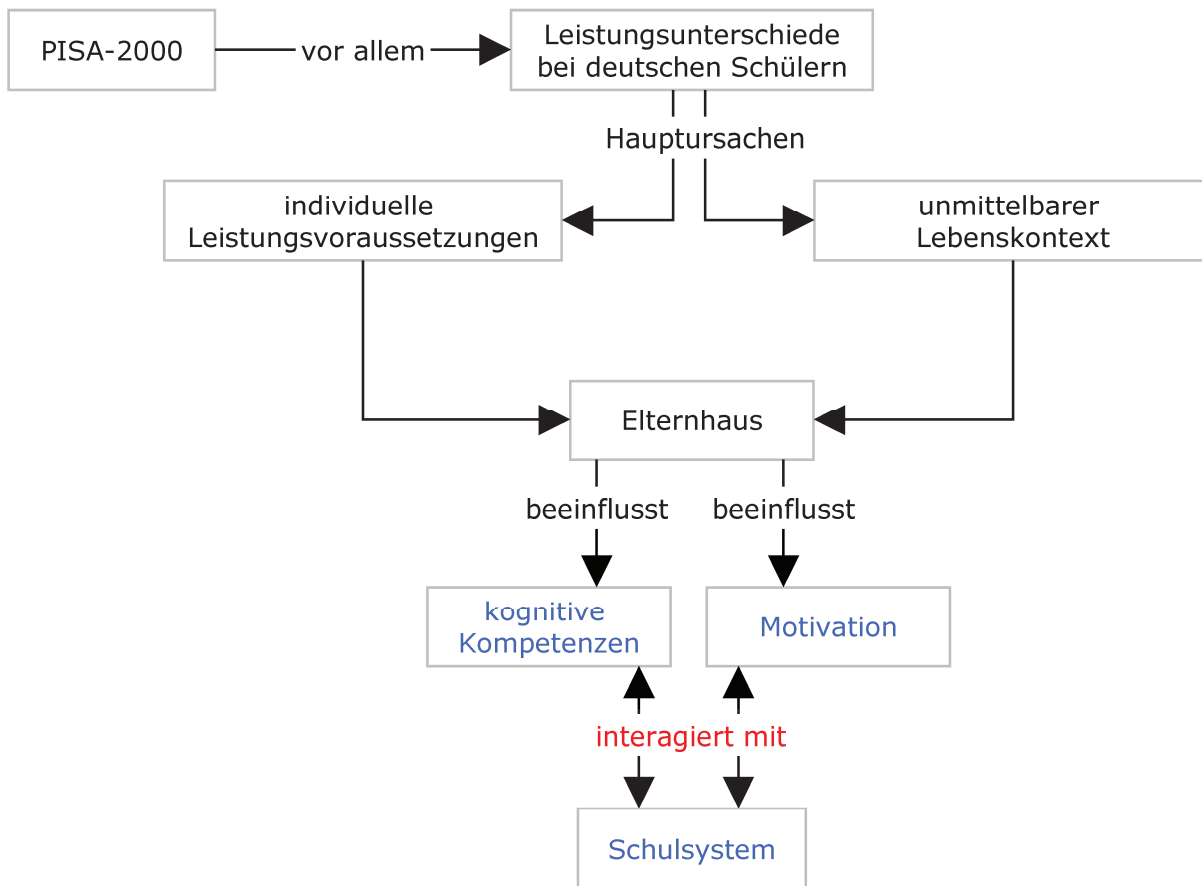 PISA-2000
vor allem
Leistungsunterschiede
bei deutschen Schülern
Hauptursachen
individuelle
Leistungsvoraussetzungen
unmittelbarer
Lebenskontext
Elternhaus
beeinflusst
beeinflusst
kognitive
Kompetenzen
Motivation
interagiert mit
Schulsystem